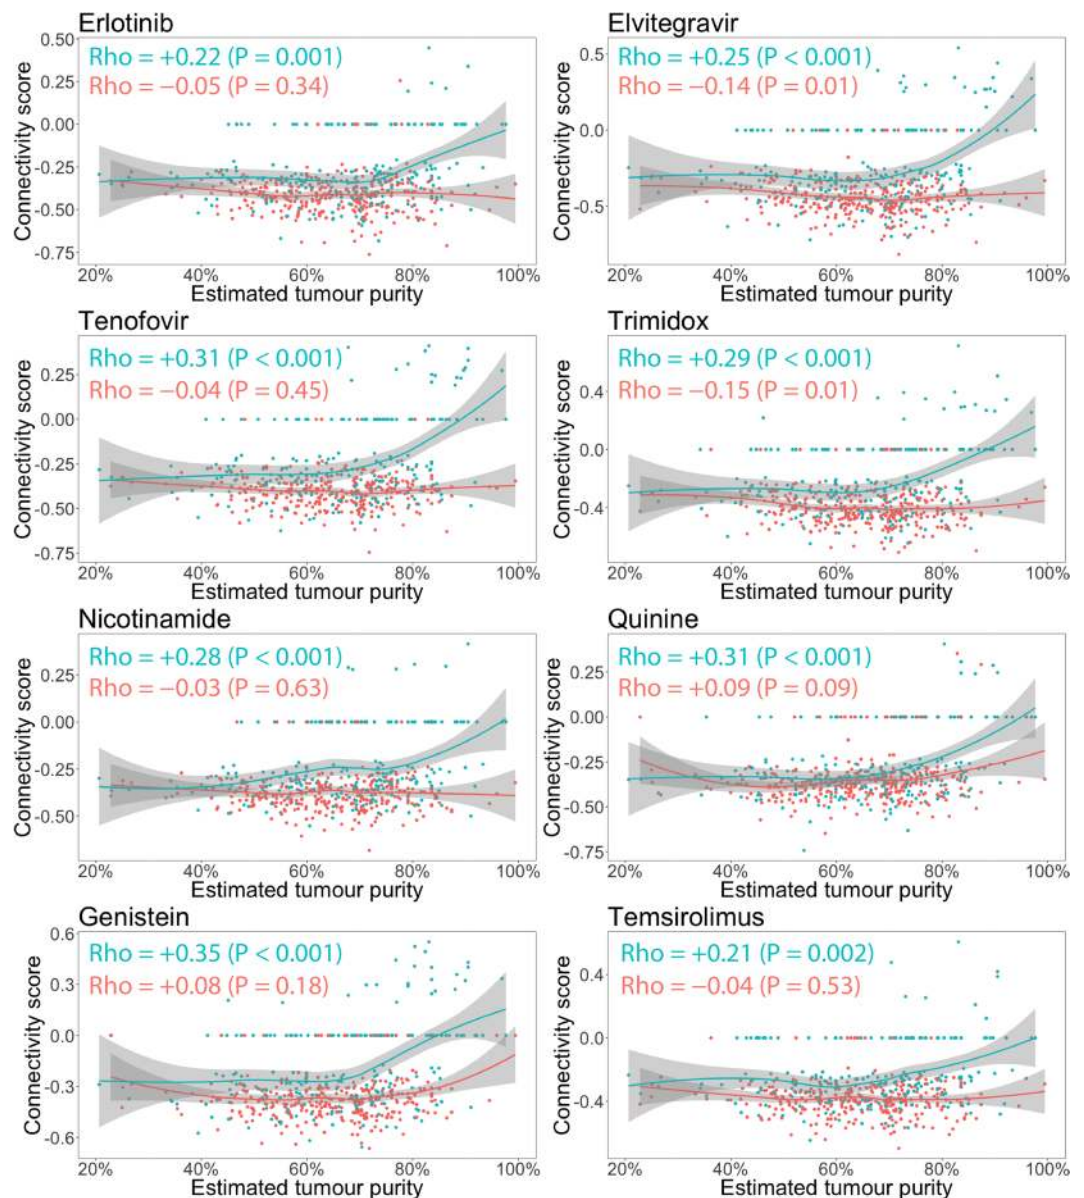 Erlotinib
Rho = +0.22 (P = 0.001)
Rho = −0.05 (P = 0.34)
0.50
0.25
0.00
-0.25
-0.50
-0.75
Connectivity score
20% 40% 60% 80% 100%
Estimated tumour purity
Elvitegravir
Rho = +0.25 (P < 0.001)
Rho = −0.14 (P = 0.01)
0.5
0.0
-0.5
Connectivity score
20% 40% 60% 80% 100%
Estimated tumour purity
Tenofovir
Rho = +0.31 (P < 0.001)
Rho = −0.04 (P = 0.45)
0.25
0.00
-0.25
-0.50
-0.75
Connectivity score
20% 40% 60% 80% 100%
Estimated tumour purity
Trimidox
Rho = +0.29 (P < 0.001)
Rho = −0.15 (P = 0.01)
0.4
0.0
-0.4
Connectivity score
20% 40% 60% 80% 100%
Estimated tumour purity
Nicotinamide
Rho = +0.28 (P < 0.001)
Rho = −0.03 (P = 0.63)
0.25
0.00
-0.25
-0.50
Connectivity score
20% 40% 60% 80% 100%
Estimated tumour purity
Quinine
Rho = +0.31 (P < 0.001)
Rho = +0.09 (P = 0.09)
0.25
0.00
-0.25
-0.50
-0.75
Connectivity score
20% 40% 60% 80% 100%
Estimated tumour purity
Genistein
Rho = +0.35 (P < 0.001)
Rho = +0.08 (P = 0.18)
0.6
0.3
0.0
-0.3
-0.6
Connectivity score
20% 40% 60% 80% 100%
Estimated tumour purity
Temsirolimus
Rho = +0.21 (P = 0.002)
Rho = −0.04 (P = 0.53)
0.4
0.0
-0.4
Connectivity score
20% 40% 60% 80% 100%
Estimated tumour purity